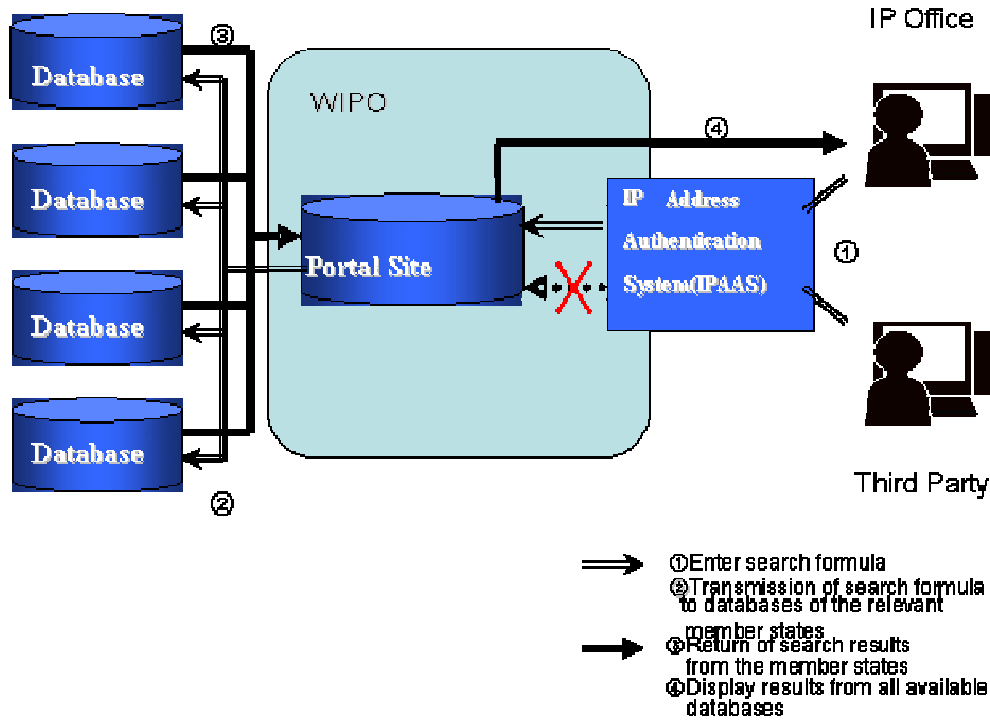 IP Office
③
Database
WIPO
④
Database
IP Address
Authentication
System(IPAAS)
①
Portal Site
Database
Database
②
Third Party
①Enter search formula
②Transmission of search formula
to databases of the relevant
member states
③Return of search results
from the member states
④Display results from all available
databases